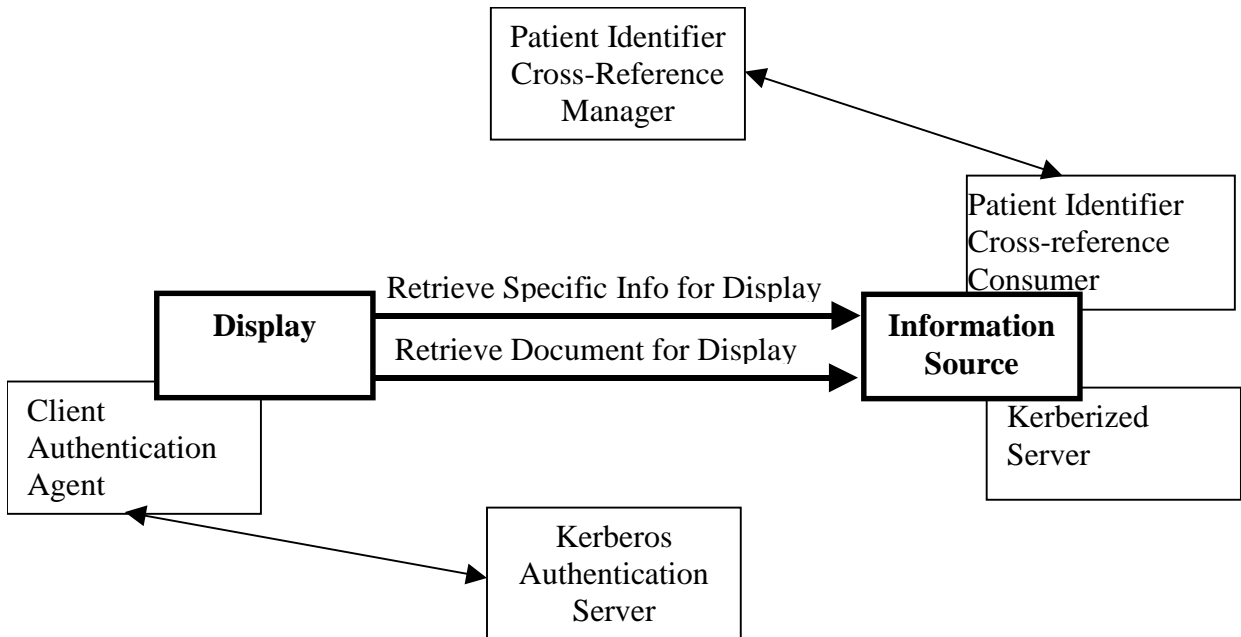 Patient Identifier
Cross-Reference
Manager
Patient Identifier
Cross-reference
Consumer
Retrieve Specific Info for Display
Display
Information
Source
Retrieve Document for Display
Client
Authentication
Agent
Kerberized
Server
Kerberos
Authentication
Server